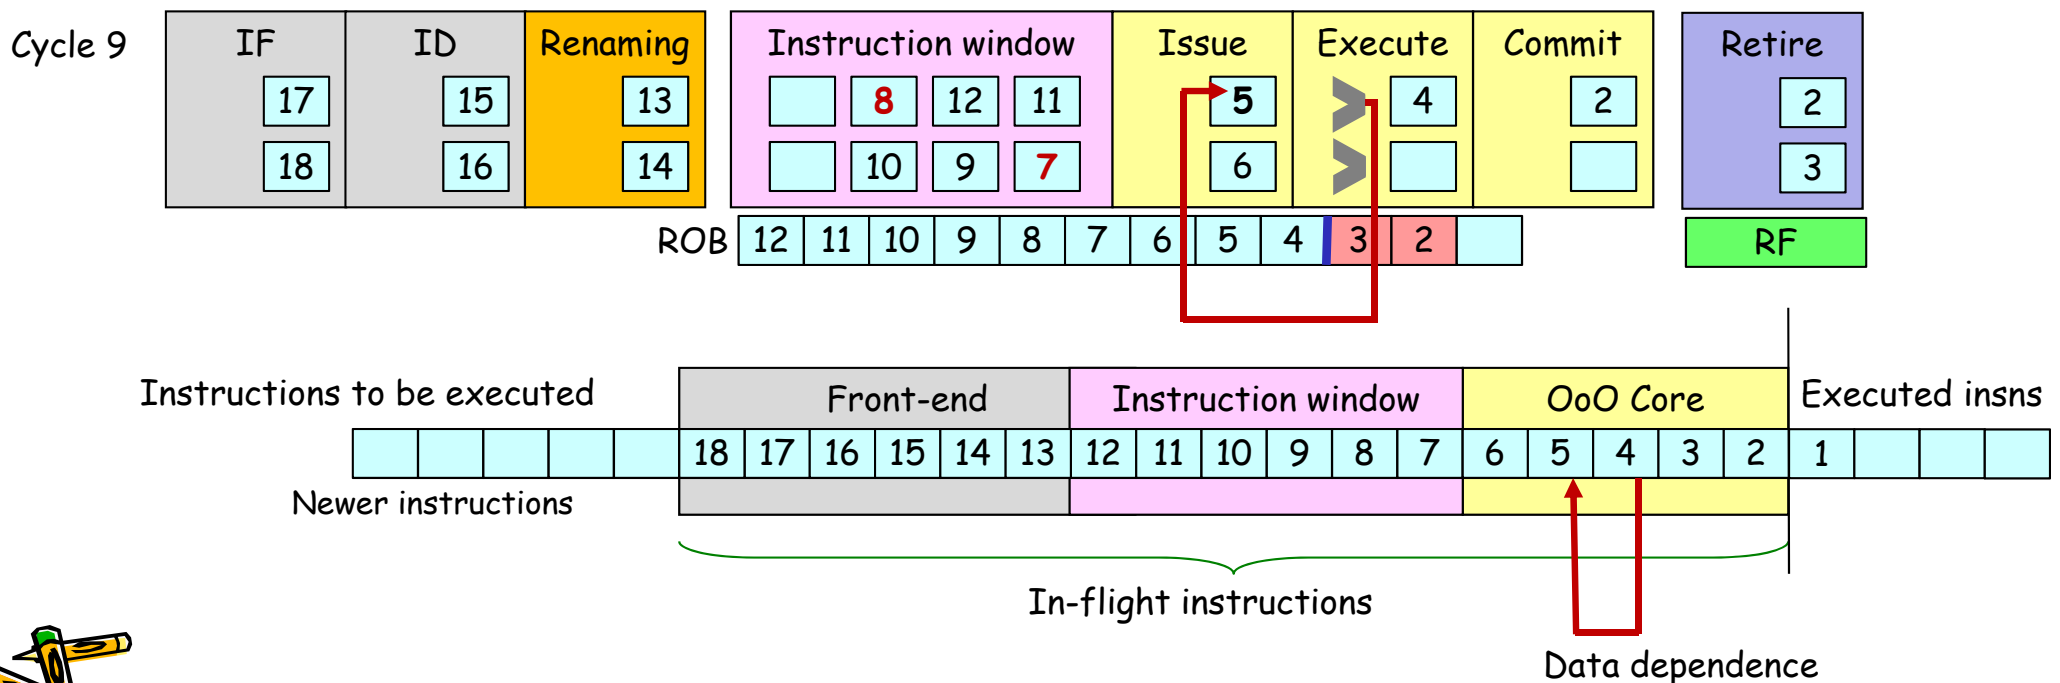 Cycle 9 IF ID Renaming Instruction window Issue Execute Commit Retire
17 15 13 8 12 11 5 4 2 2
18 16 14 10 9 7 6 3
ROB 12 11 10 9 8 7 6 5 4 3 2 RF
Instructions to be executed Front-end Instruction window OoO Core Executed insns
18 17 16 15 14 13 12 11 10 9 8 7 6 5 4 3 2 1
Newer instructions
In-flight instructions
Data dependence